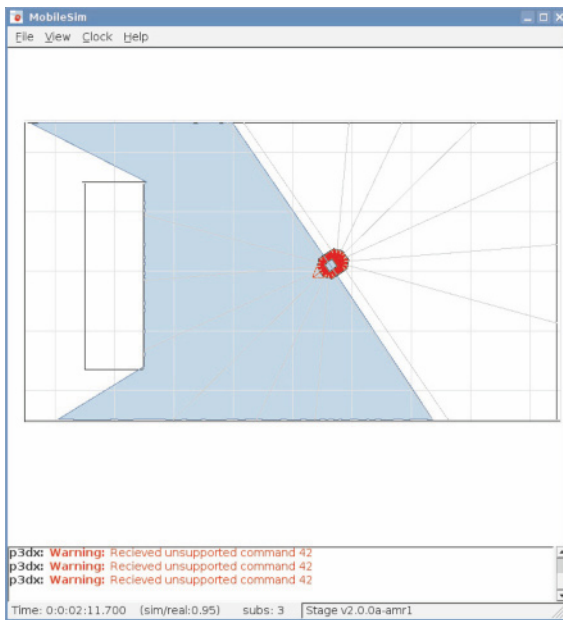 MobileSim
File View Clock Help
p3dx: Warning: Recieved unsupported command 42
p3dx: Warning: Recieved unsupported command 42
p3dx: Warning: Recieved unsupported command 42
Time: 0:0:02:11.700 (sim/real:0.95) subs: 3 Stage v2.0.0a-amr1